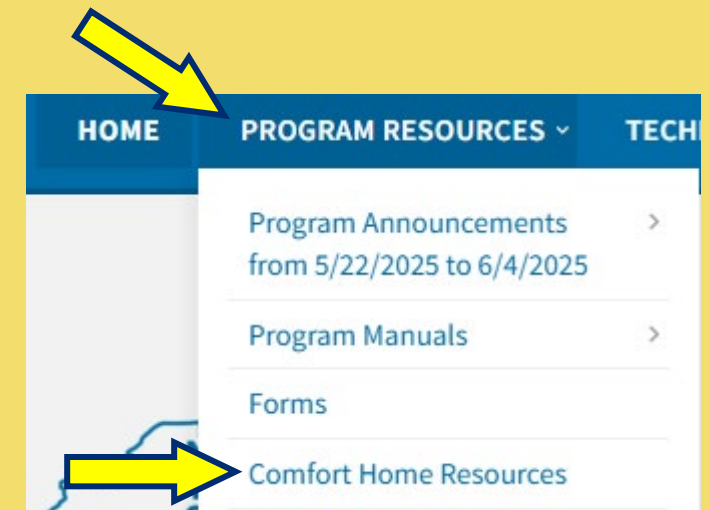 HOME PROGRAM RESOURCES TECH
Program Announcements
from 5/22/2025 to 6/4/2025
Program Manuals
Forms
Comfort Home Resources